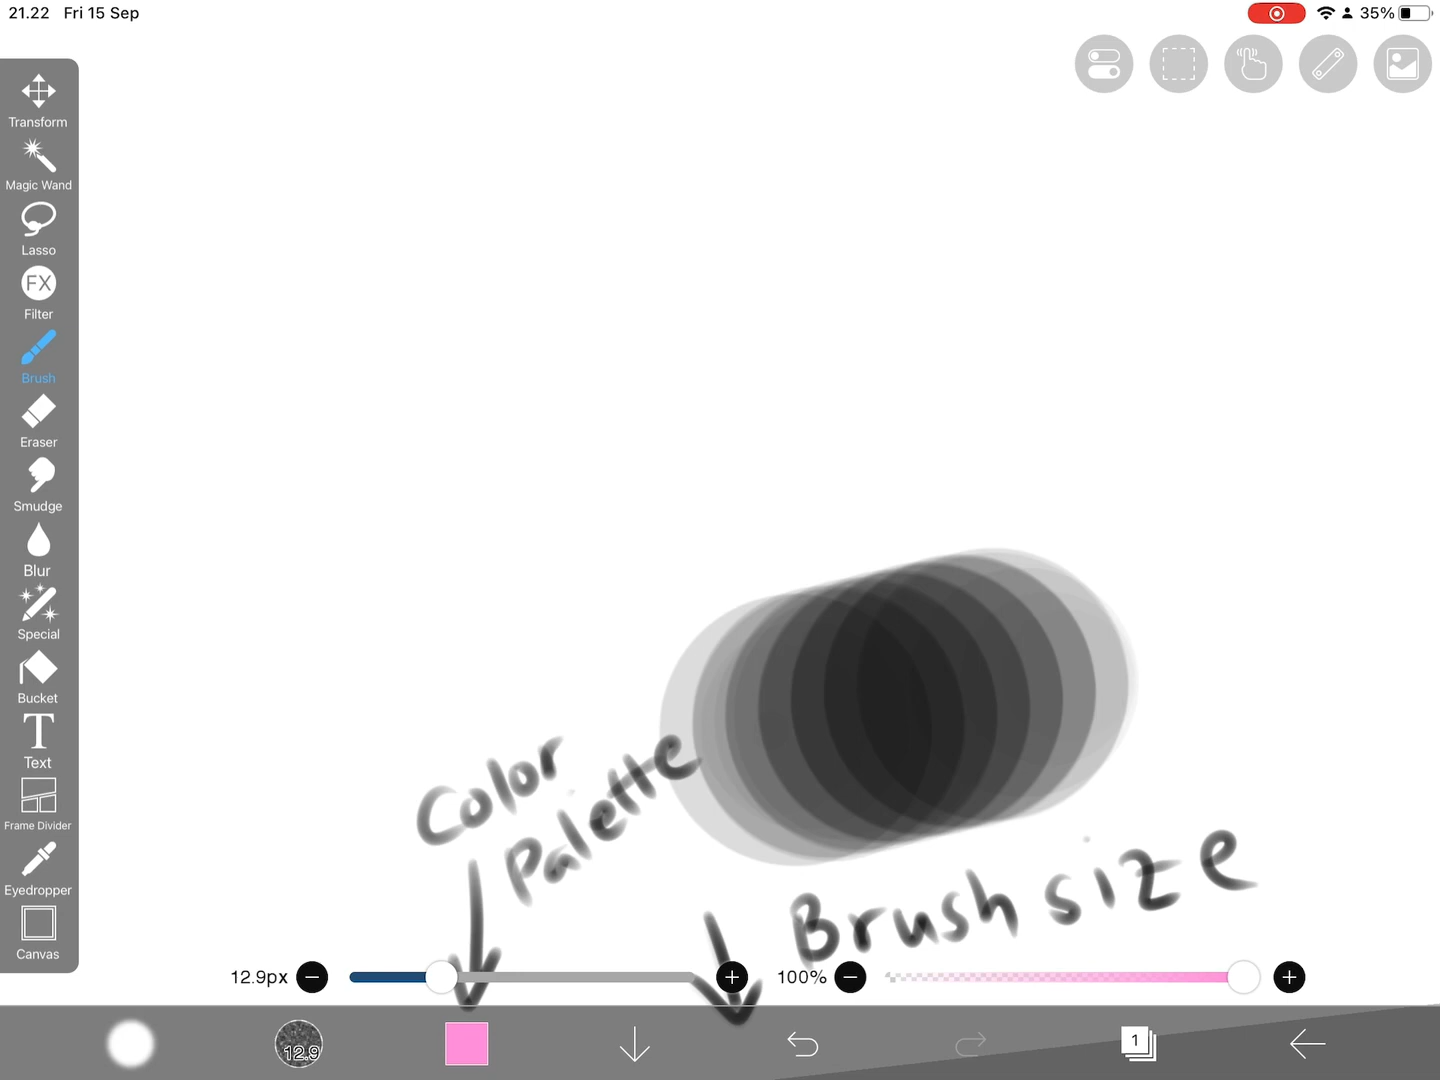 21.22 Fri 15 Sep
35%
Transform
Magic Wand
Lasso
FX
Filter
Brush
Eraser
Smudge
Blur
Special
Bucket
T
Text
Frame Divider
Eyedropper
Canvas
Color
Palette
Brush size
12.9px
100%
12.9
1